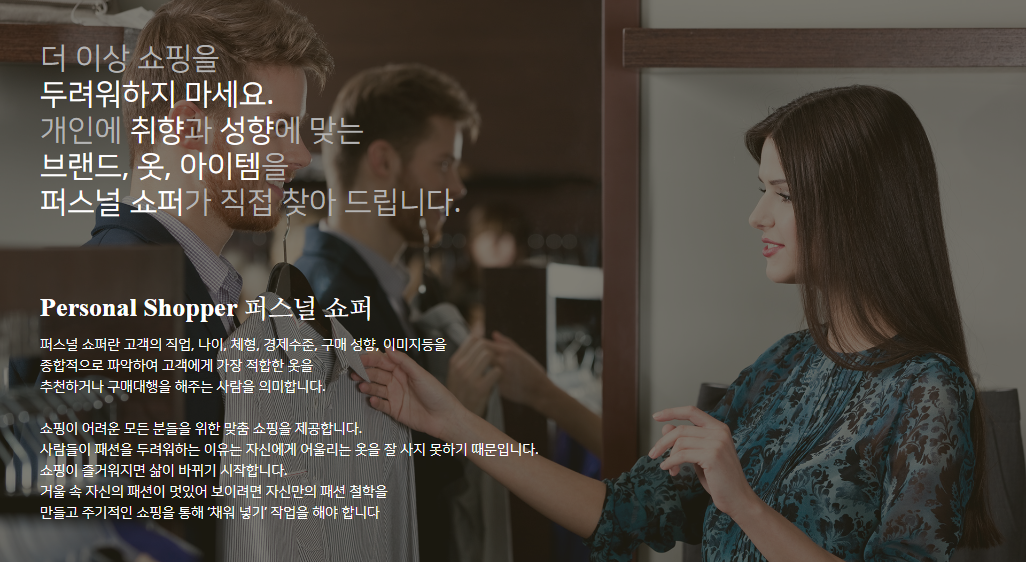 더 이상 쇼핑을
두려워하지 마세요.
개인에 취향과 성향에 맞는
브랜드, 옷, 아이템을
퍼스널 쇼퍼가 직접 찾아 드립니다.
Personal Shopper 퍼스널 쇼퍼
퍼스널 쇼퍼란 고객의 직업, 나이, 체형, 경제수준, 구매 성향, 이미지등을
종합적으로 파악하여 고객에게 가장 적합한 옷을
추천하거나 구매대행을 해주는 사람을 의미합니다.
쇼핑이 어려운 모든 분들을 위한 맞춤 쇼핑을 제공합니다.
사람들이 패션을 두려워하는 이유는 자신에게 어울리는 옷을 잘 사지 못하기 때문입니다.
쇼핑이 즐거워지면 삶이 바뀌기 시작합니다.
거울 속 자신의 패션이 멋있어 보이려면 자신만의 패션 철학을
만들고 주기적인 쇼핑을 통해 ‘채워 넣기’ 작업을 해야 합니다